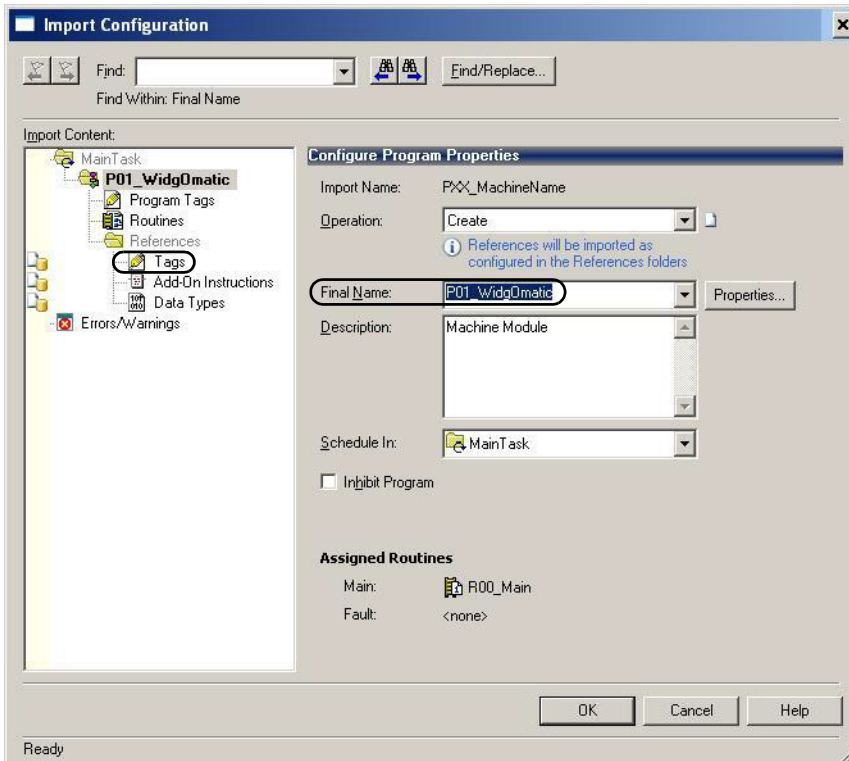 Import Configuration
Find:
Find/Replace...
Find Within: Final Name
Import Content:
MainTask
P01_WidgOmatic
Program Tags
Routines
References
Tags
Add-On Instructions
Data Types
Errors/Warnings
Configure Program Properties
Import Name: PXX_MachineName
Operation: Create
References will be imported as
configured in the References folders
Final Name: P01_WidgOmatic Properties...
Description: Machine Module
Schedule In: MainTask
Inhibit Program
Assigned Routines
Main: R00_Main
Fault: <none>
OK Cancel Help
Ready